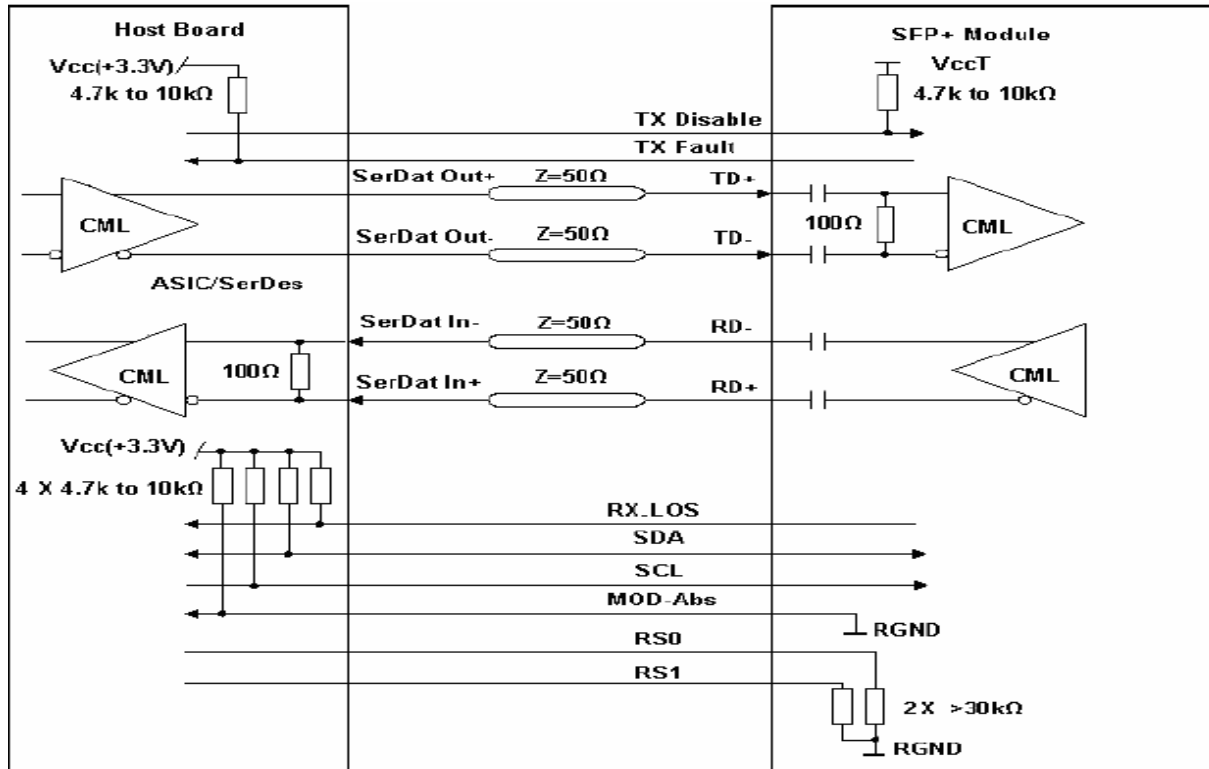 Host Board
SFP+ Module
Vcc(+3.3V)
4.7k to 10kΩ
VccT
4.7k to 10kΩ
TX Disable
TX Fault
SerDat Out+
Z=50Ω
TD+
CML
100Ω
CML
SerDat Out-
Z=50Ω
TD-
ASIC/SerDes
SerDat In-
Z=50Ω
RD-
100Ω
CML
SerDat In+
Z=50Ω
RD+
CML
Vcc(+3.3V)
4 X 4.7k to 10kΩ
RX-LOS
SDA
SCL
MOD-Abs
RGND
RS0
RS1
2X >30kΩ
RGND